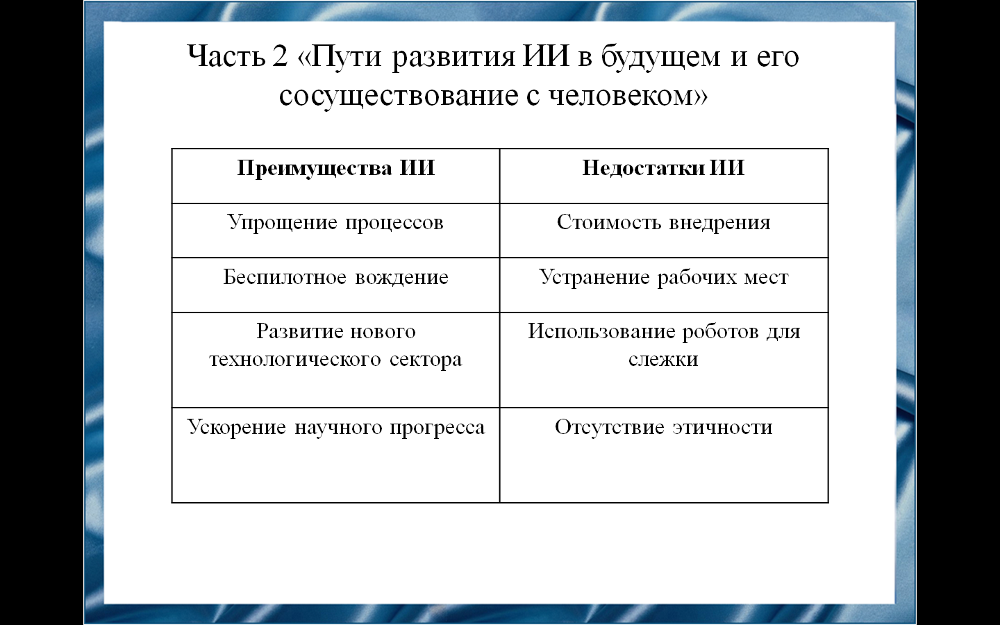 Часть 2 «Пути развития ИИ в будущем и его
сосуществование с человеком»
Преимущества ИИ
Недостатки ИИ
Упрощение процессов
Стоимость внедрения
Беспилотное вождение
Устранение рабочих мест
Развитие нового
технологического сектора
Использование роботов для
слежки
Ускорение научного прогресса
Отсутствие этичности